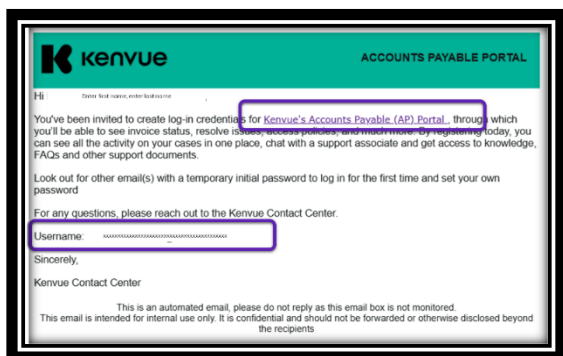 kenvue
ACCOUNTS PAYABLE PORTAL
Hi Enter first name, enter last name ,
You've been invited to create log-in credentials for Kenvue's Accounts Payable (AP) Portal , through which
you'll be able to see invoice status, resolve issues, access policies, and much more. By registering today, you
can see all the activity on your cases in one place, chat with a support associate and get access to knowledge,
FAQs and other support documents.
Look out for other email(s) with a temporary initial password to log in for the first time and set your own
password
For any questions, please reach out to the Kenvue Contact Center.
Username:
Sincerely,
Kenvue Contact Center
This is an automated email, please do not reply as this email box is not monitored.
This email is intended for internal use only. It is confidential and should not be forwarded or otherwise disclosed beyond
the recipients